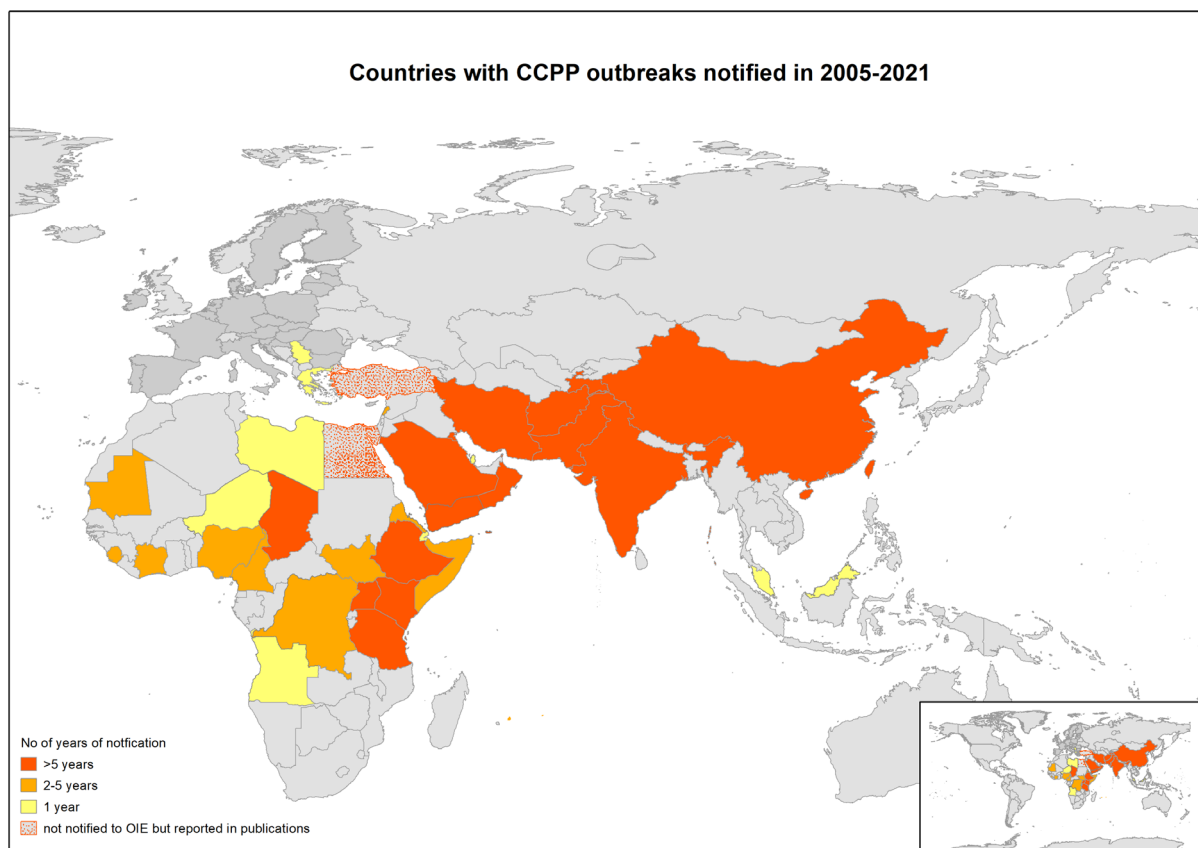 Countries with CCPP outbreaks notified in 2005-2021
No of years of notfication
>5 years
2-5 years
1 year
not notified to OIE but reported in publications